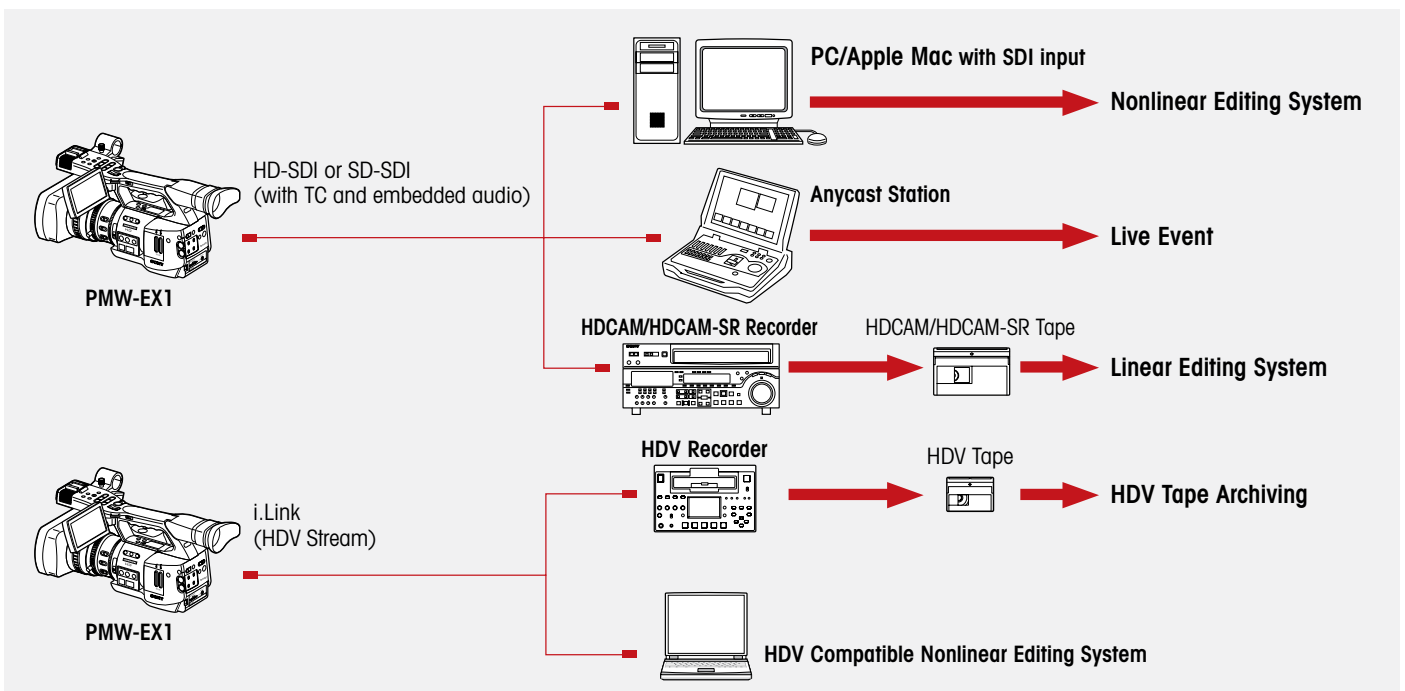 PC/Apple Mac with SDI input
Nonlinear Editing System
HD-SDI or SD-SDI
(with TC and embedded audio)
PMW-EX1
Anycast Station
Live Event
HDCAM/HDCAM-SR Recorder
HDCAM/HDCAM-SR Tape
Linear Editing System
HDV Recorder
HDV Tape
HDV Tape Archiving
i.Link
(HDV Stream)
PMW-EX1
HDV Compatible Nonlinear Editing System